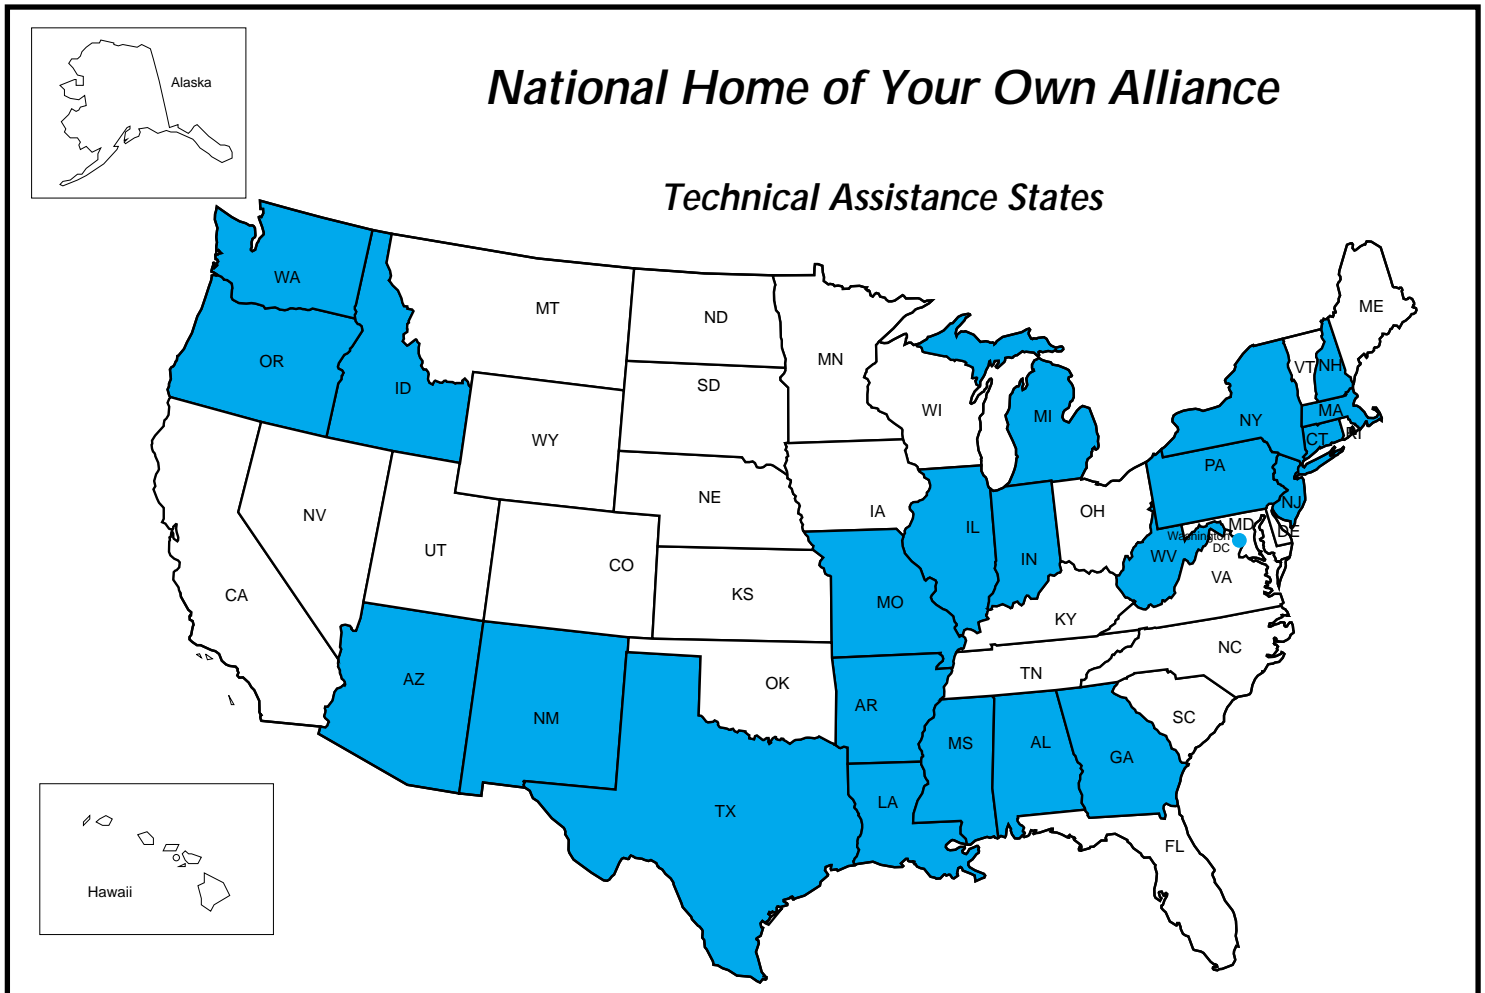 Alaska
National Home of Your Own Alliance
Technical Assistance States
WA
MT
ND
ME
OR
ID
MN
VT
NH
SD
WI
MI
NY
MA
WY
CT
RI
PA
NE
NV
IA
IL
OH
NJ
UT
MD
DE
Washington
DC
CO
IN
WV
VA
CA
KS
MO
KY
NC
AZ
OK
TN
NM
AR
SC
MS
AL
GA
TX
LA
FL
Hawaii